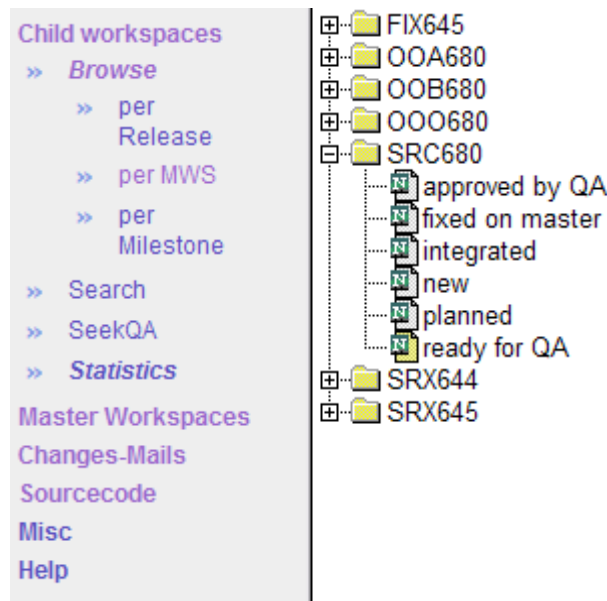 Child workspaces
» Browse
» per
Release
» per MWS
» per
Milestone
» Search
» SeekQA
» Statistics
Master Workspaces
Changes-Mails
Sourcecode
Misc
Help
FIX645
OOA680
OOB680
OOO680
SRC680
approved by QA
fixed on master
integrated
new
planned
ready for QA
SRX644
SRX645